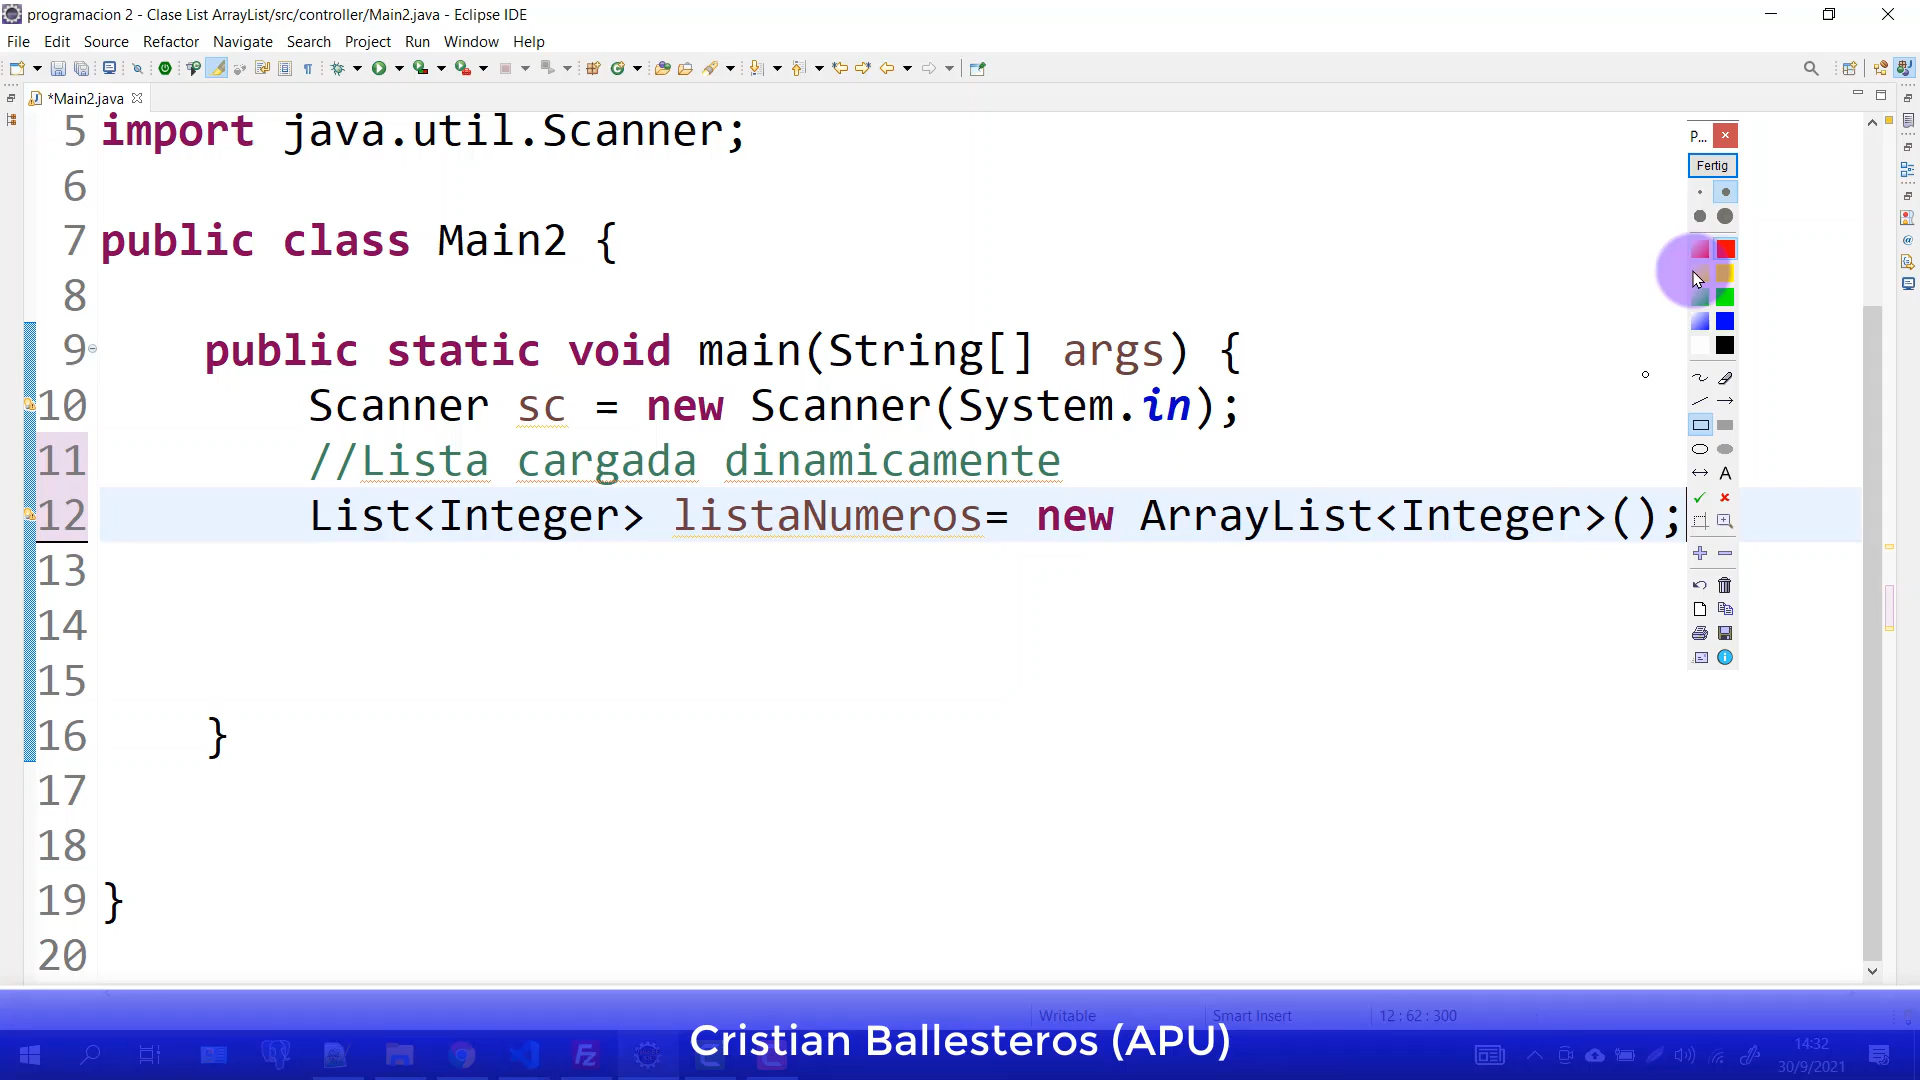 programacion 2 - Clase List ArrayList/src/controller/Main2.java - Eclipse IDE
File Edit Source Refactor Navigate Search Project Run Window Help
*Main2.java
P...
Fertig
5 import java.util.Scanner;
6
7 public class Main2 {
8
9 public static void main(String[] args) {
10 Scanner sc = new Scanner(System.in);
11 //Lista cargada dinamicamente
12 List<Integer> listaNumeros= new ArrayList<Integer>();
13
14
15
16 }
17
18
19 }
20
A
Writable Smart Insert 12 : 62 : 300
Cristian Ballesteros (APU)
14:32
30/9/2021